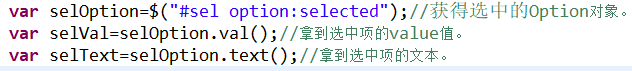 var selOption=$("#sel option:selected");//获得选中的Option对象。
var selVal=selOption.val();//拿到选中项的value值。
var selText=selOption.text();//拿到选中项的文本。